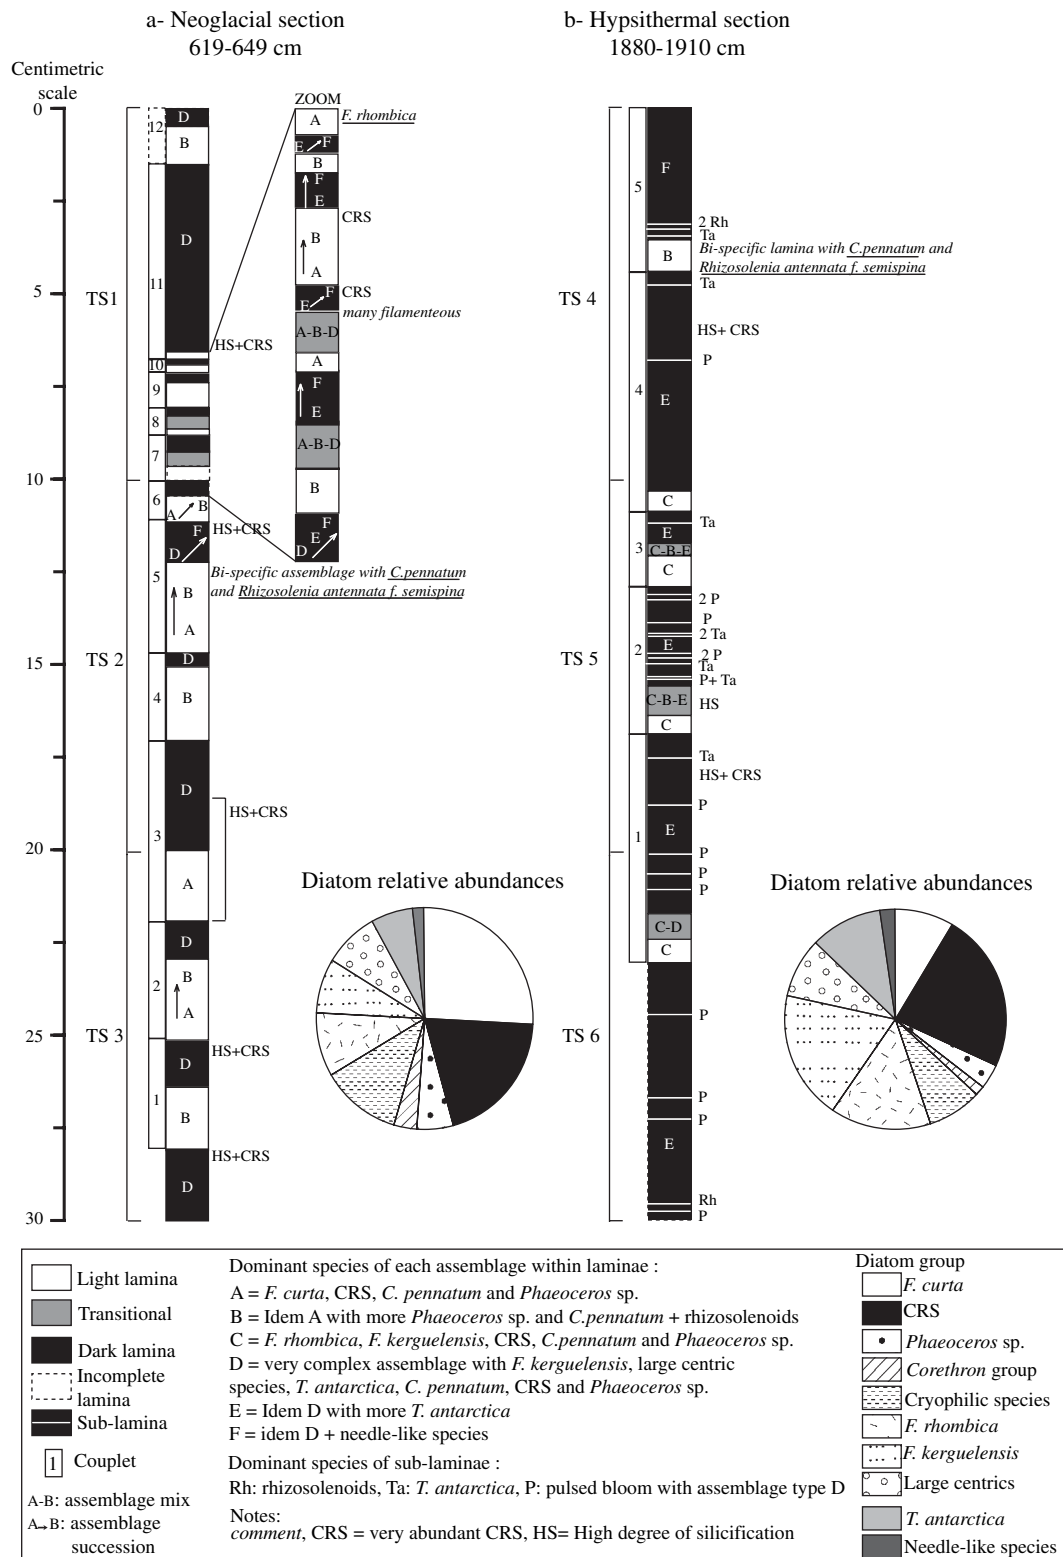 a- Neoglacial section
619-649 cm
b- Hypsithermal section
1880-1910 cm
Centimetric
scale
0
5
10
15
20
25
30
TS1
TS 2
TS 3
12
11
10
9
8
7
6
5
4
3
2
1
D
B
D
HS+CRS
A
B
F
D
HS+CRS
B
A
D
B
D
HS+CRS
A
D
B
A
HS+CRS
D
B
HS+CRS
D
ZOOM
A
F. rhombica
E
F
B
F
E
CRS
B
A
CRS
E
F
many filamenteous
A-B-D
A
F
E
A-B-D
B
F
E
D
Bi-specific assemblage with C.pennatum
and Rhizosolenia antennata f. semispina
Diatom relative abundances
TS 4
TS 5
TS 6
5
4
3
2
1
F
2 Rh
Ta
B
Bi-specific lamina with C.pennatum and
Rhizosolenia antennata f. semispina
Ta
HS+ CRS
P
E
C
Ta
E
C-B-E
C
2 P
P
2 Ta
E
2 P
Ta
P+ Ta
C-B-E
HS
C
Ta
HS+ CRS
P
E
P
P
P
C-D
C
P
P
P
E
Rh
P
Diatom relative abundances
Light lamina
Transitional
Dark lamina
Incomplete
lamina
Sub-lamina
1
Couplet
A-B: assemblage mix
A→B: assemblage
succession
Dominant species of each assemblage within laminae :
A = F. curta, CRS, C. pennatum and Phaeoceros sp.
B = Idem A with more Phaeoceros sp. and C.pennatum + rhizosolenoids
C = F. rhombica, F. kerguelensis, CRS, C.pennatum and Phaeoceros sp.
D = very complex assemblage with F. kerguelensis, large centric
species, T. antarctica, C. pennatum, CRS and Phaeoceros sp.
E = Idem D with more T. antarctica
F = idem D + needle-like species
Dominant species of sub-laminae :
Rh: rhizosolenoids, Ta: T. antarctica, P: pulsed bloom with assemblage type D
Notes:
comment, CRS = very abundant CRS, HS= High degree of silicification
Diatom group
F. curta
CRS
Phaeoceros sp.
Corethron group
Cryophilic species
F. rhombica
F. kerguelensis
Large centrics
T. antarctica
Needle-like species